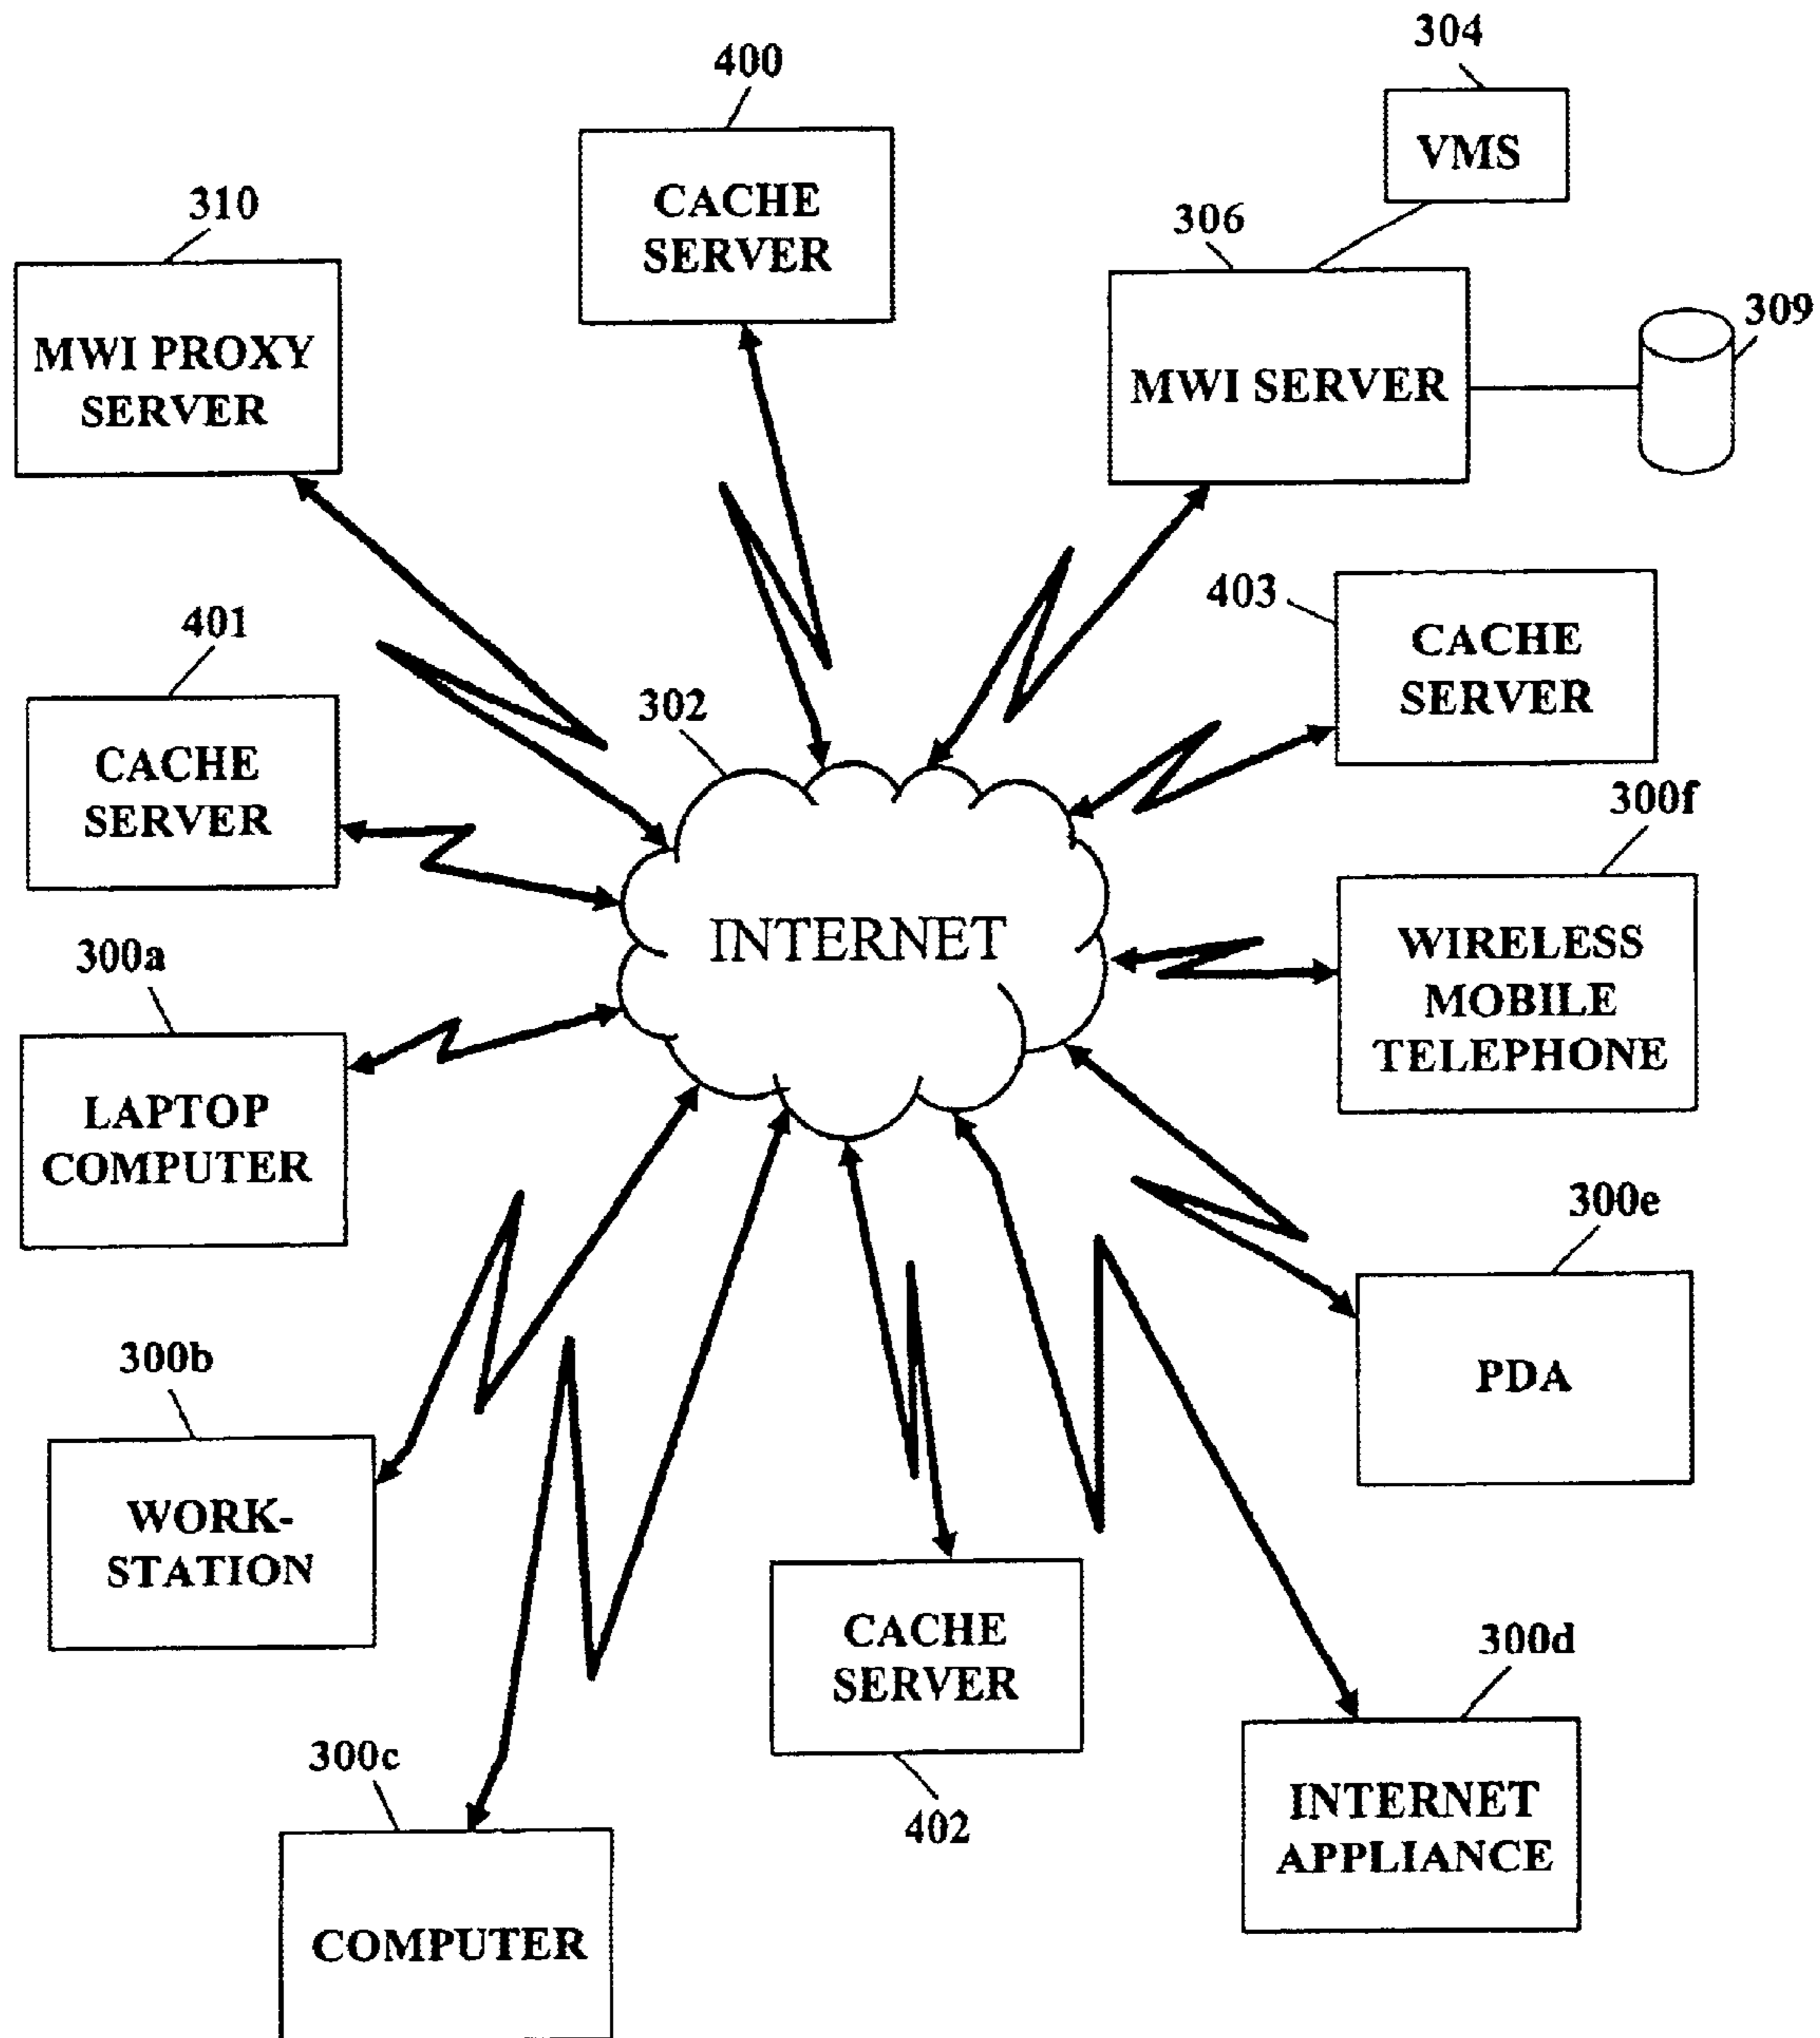 304
VMS
400
CACHE
SERVER
310
MWI PROXY
SERVER
306
MWI SERVER
309
401
CACHE
SERVER
403
CACHE
SERVER
302
INTERNET
300f
WIRELESS
MOBILE
TELEPHONE
300a
LAPTOP
COMPUTER
300e
PDA
300b
WORK-
STATION
CACHE
SERVER
402
300d
INTERNET
APPLIANCE
300c
COMPUTER